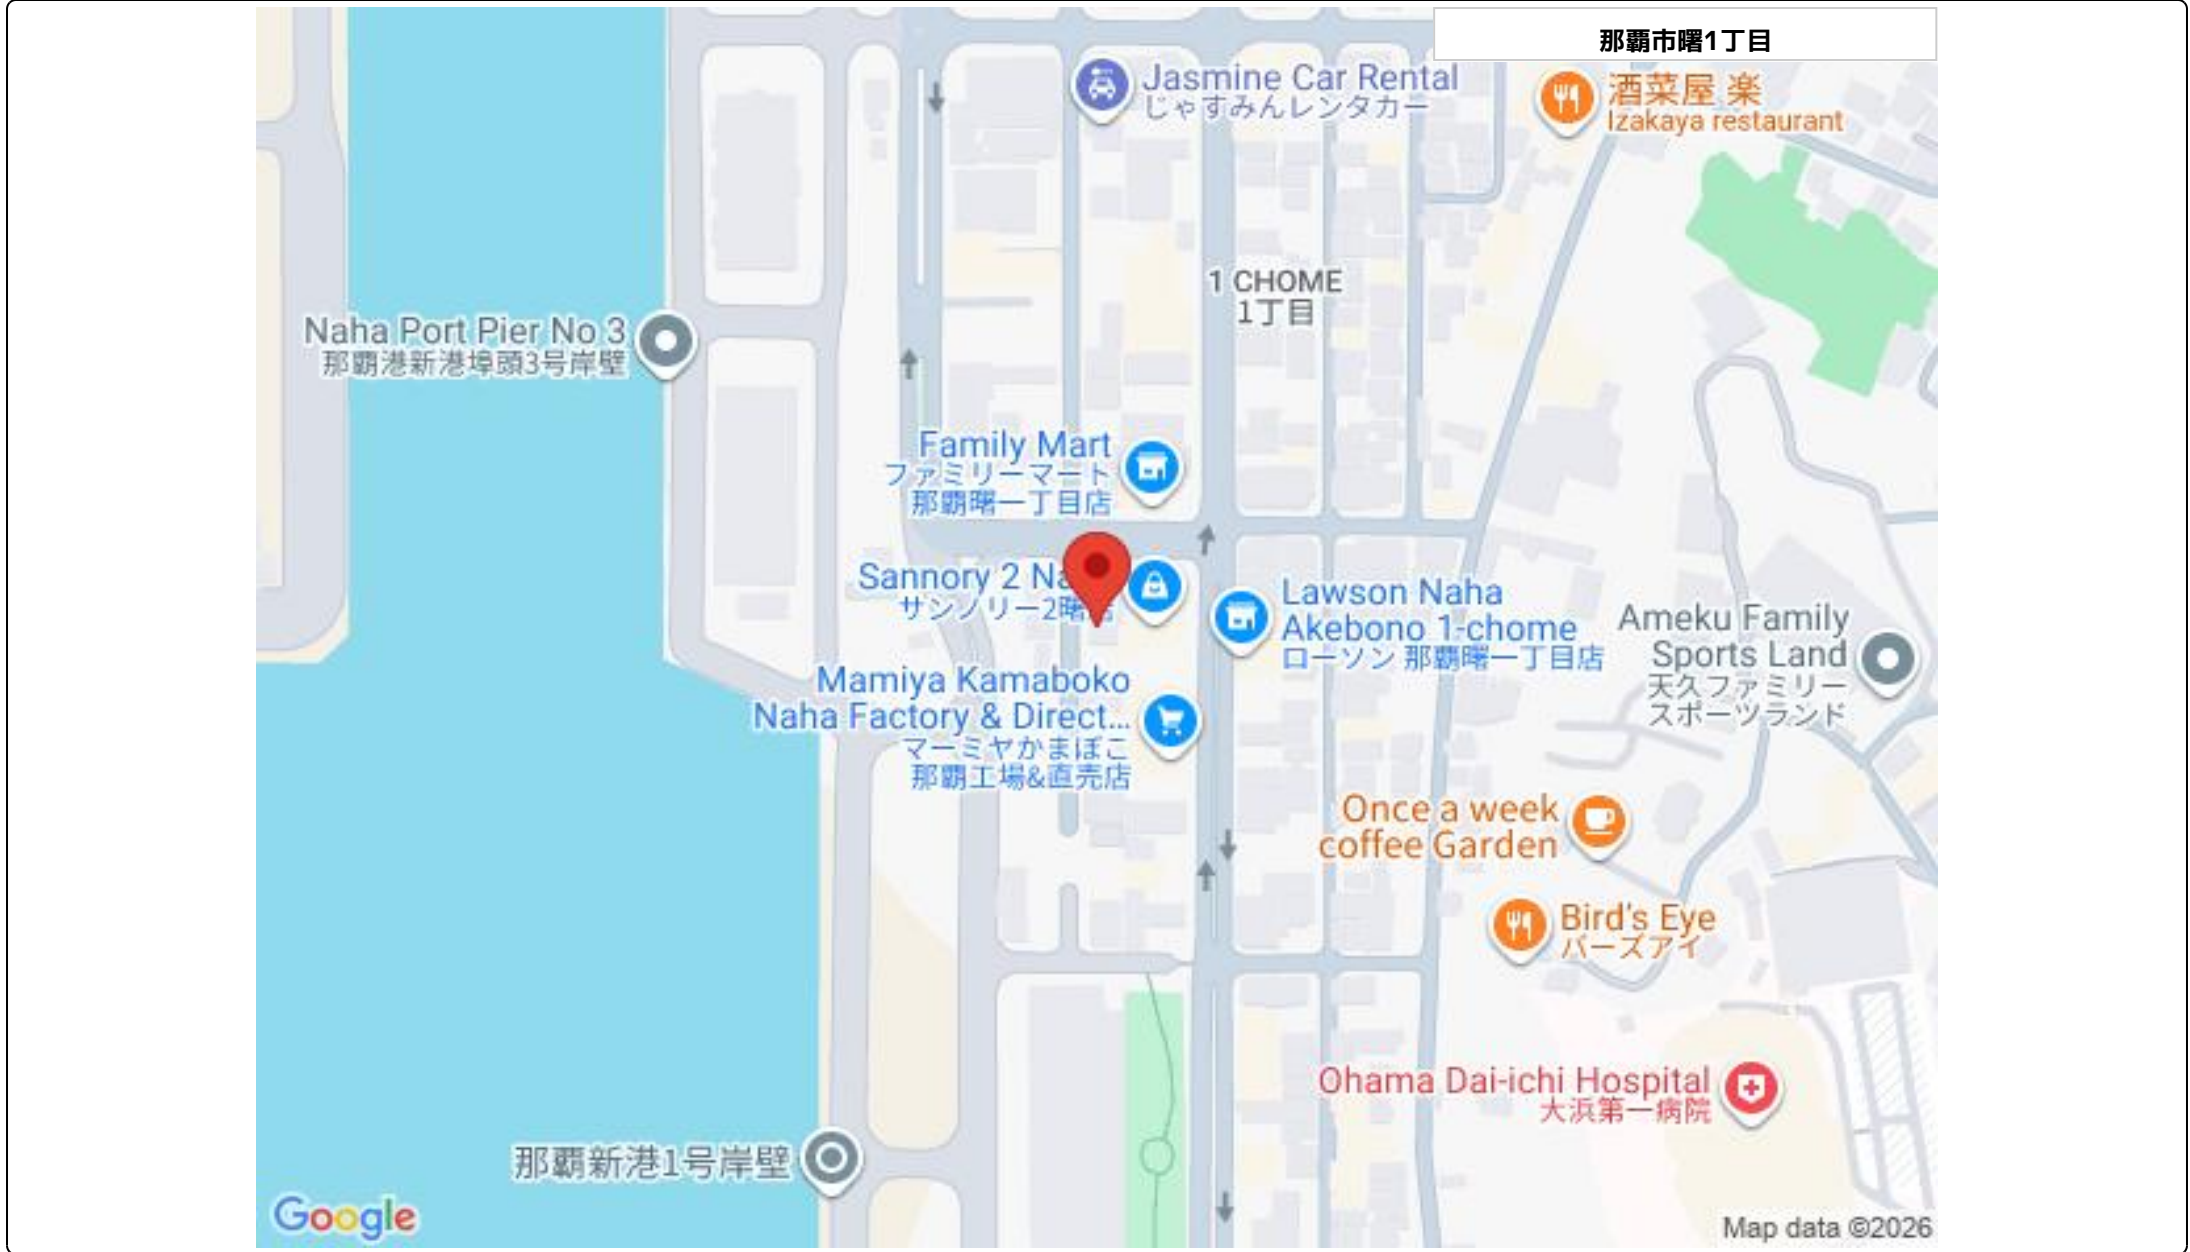 那覇市曙1丁目
Jasmine Car Rental
じゃすみんレンタカー
酒菜屋 楽
Izakaya restaurant
1 CHOME
1丁目
Naha Port Pier No 3
那覇港新港埠頭3号岸壁
Family Mart
ファミリーマート
那覇曙一丁目店
Sannory 2
サンノリー2曙
Lawson Naha
Akebono 1-chome
ローソン 那覇曙一丁目店
Ameku Family
Sports Land
天久ファミリー
スポーツランド
Mamiya Kamaboko
Naha Factory & Direct...
マーミヤかまぼこ
那覇工場&直売店
Once a week
coffee Garden
Bird's Eye
バーズアイ
Ohama Dai-ichi Hospital
大浜第一病院
那覇新港1号岸壁
Google
Map data ©2026